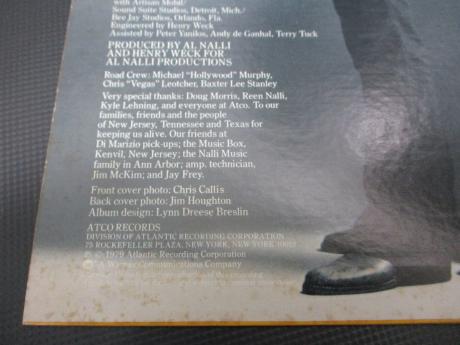 with Artisan Mobil/
Sound Suite Studios, Detroit, Mich./
Bee Jay Studios, Orlando, Fla.
Engineered by Henry Weck
Assisted by Peter Yanilos, Andy de Ganhal, Terry Tuck
PRODUCED BY AL NALLI
AND HENRY WECK FOR
AL NALLI PRODUCTIONS
Road Crew: Michael "Hollywood" Murphy,
Chris "Vegas" Leotcher, Baxter Lee Stanley
Very special thanks: Doug Morris, Reen Nalli,
Kyle Lehning, and everyone at Atco. To our
families, friends and the people
of New Jersey, Tennessee and Texas for
keeping us alive. Our friends at
Di Marizio pick-ups; the Music Box,
Kenvil, New Jersey; the Nalli Music
family in Ann Arbor; amp. technician,
Jim McKim; and Jay Frey.
Front cover photo: Chris Callis
Back cover photo: Jim Houghton
Album design: Lynn Dreese Breslin
ATCO RECORDS
DIVISION OF ATLANTIC RECORDING CORPORATION
75 ROCKEFELLER PLAZA, NEW YORK, NEW YORK 10019
℗ © 1979 Atlantic Recording Corporation
A Warner Communications Company